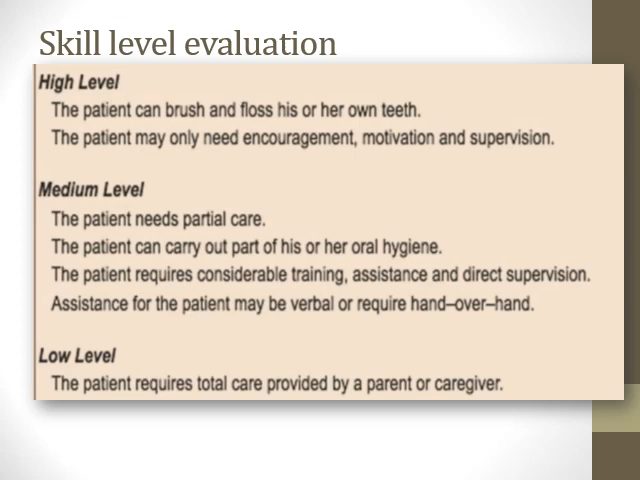 Skill level evaluation
High Level
The patient can brush and floss his or her own teeth.
The patient may only need encouragement, motivation and supervision.
Medium Level
The patient needs partial care.
The patient can carry out part of his or her oral hygiene.
The patient requires considerable training, assistance and direct supervision.
Assistance for the patient may be verbal or require hand–over–hand.
Low Level
The patient requires total care provided by a parent or caregiver.